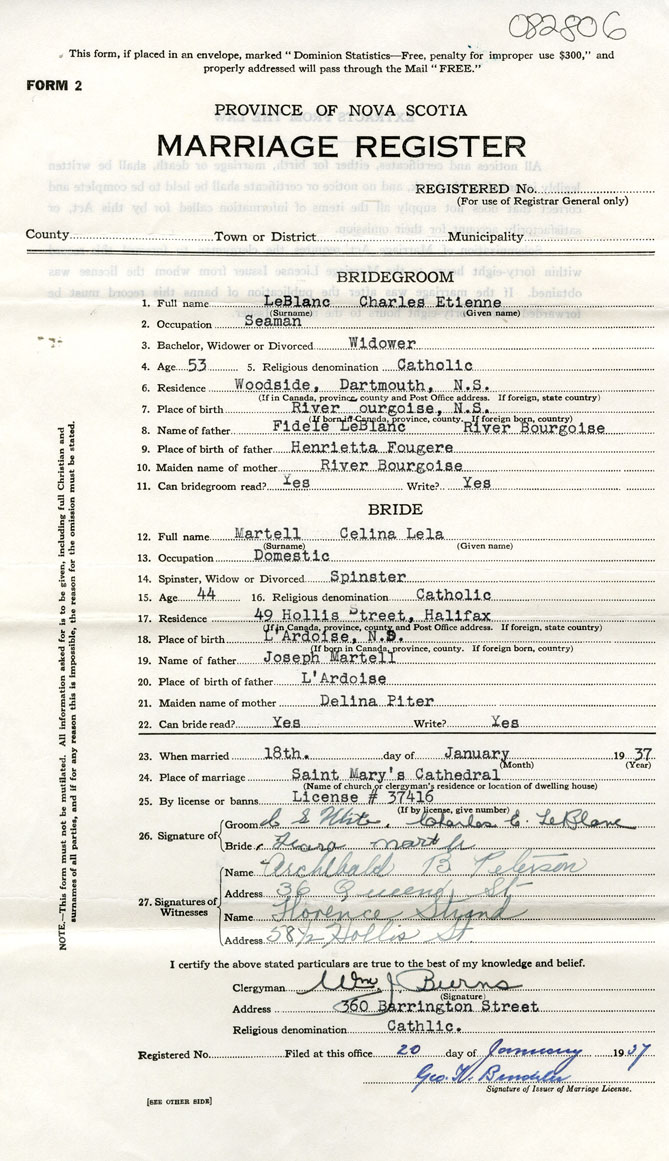 082806
This form, if placed in an envelope, marked “ Dominion Statistics—Free, penalty for improper use $300,” and
properly addressed will pass through the Mail “ FREE.”
FORM 2
PROVINCE OF NOVA SCOTIA
MARRIAGE REGISTER
REGISTERED No.
(For use of Registrar General only)
County Town or District Municipality
BRIDEGROOM
1. Full name LeBlanc Charles Etienne
(Surname) (Given name)
2. Occupation Seaman
3. Bachelor, Widower or Divorced Widower
4. Age 53 5. Religious denomination Catholic
6. Residence Woodside, Dartmouth, N.S.
(If in Canada, province, county and Post Office address. If foreign, state country)
7. Place of birth River ourgoise, N.S.
(If born in Canada, province, county. If foreign born, country)
8. Name of father Fidele LeBlanc River Bourgoise
9. Place of birth of father Henrietta Fougere
10. Maiden name of mother River Bourgoise
11. Can bridegroom read? Yes Write? Yes
BRIDE
12. Full name Martell Celina Lela
(Surname) (Given name)
13. Occupation Domestic
14. Spinster, Widow or Divorced Spinster
15. Age 44 16. Religious denomination Catholic
17. Residence 49 Hollis Street, Halifax
(If in Canada, province, county and Post Office address. If foreign, state country)
18. Place of birth L'Ardoise, N.S.
(If born in Canada, province, county. If foreign born, country)
19. Name of father Joseph Martell
20. Place of birth of father L'Ardoise
21. Maiden name of mother Delina Piter
22. Can bride read? Yes Write? Yes
23. When married 18th. day of January 19 37
(Month) (Year)
24. Place of marriage Saint Mary's Cathedral
(Name of church or clergyman's residence or location of dwelling house)
25. By license or banns License # 37416
(If by license, give number)
26. Signature of Groom White, Charles E. LeBlanc
Bride
27. Signatures of Witnesses
Name Archibald B Peterson
Address 36 Queen St
Name Florence Strand
Address 58½ Hollis St.
I certify the above stated particulars are true to the best of my knowledge and belief.
Clergyman Wm J. Burns
(Signature)
Address 360 Barrington Street
Religious denomination Cathlic.
Registered No. Filed at this office 20 day of January 19 37
Geo. H.
Signature of Issuer of Marriage License.
[SEE OTHER SIDE]
NOTE.—This form must not be mutilated. All information asked for is to be given, including full Christian and
surnames of all parties, and if for any reason this is impossible, the reason for the omission must be stated.